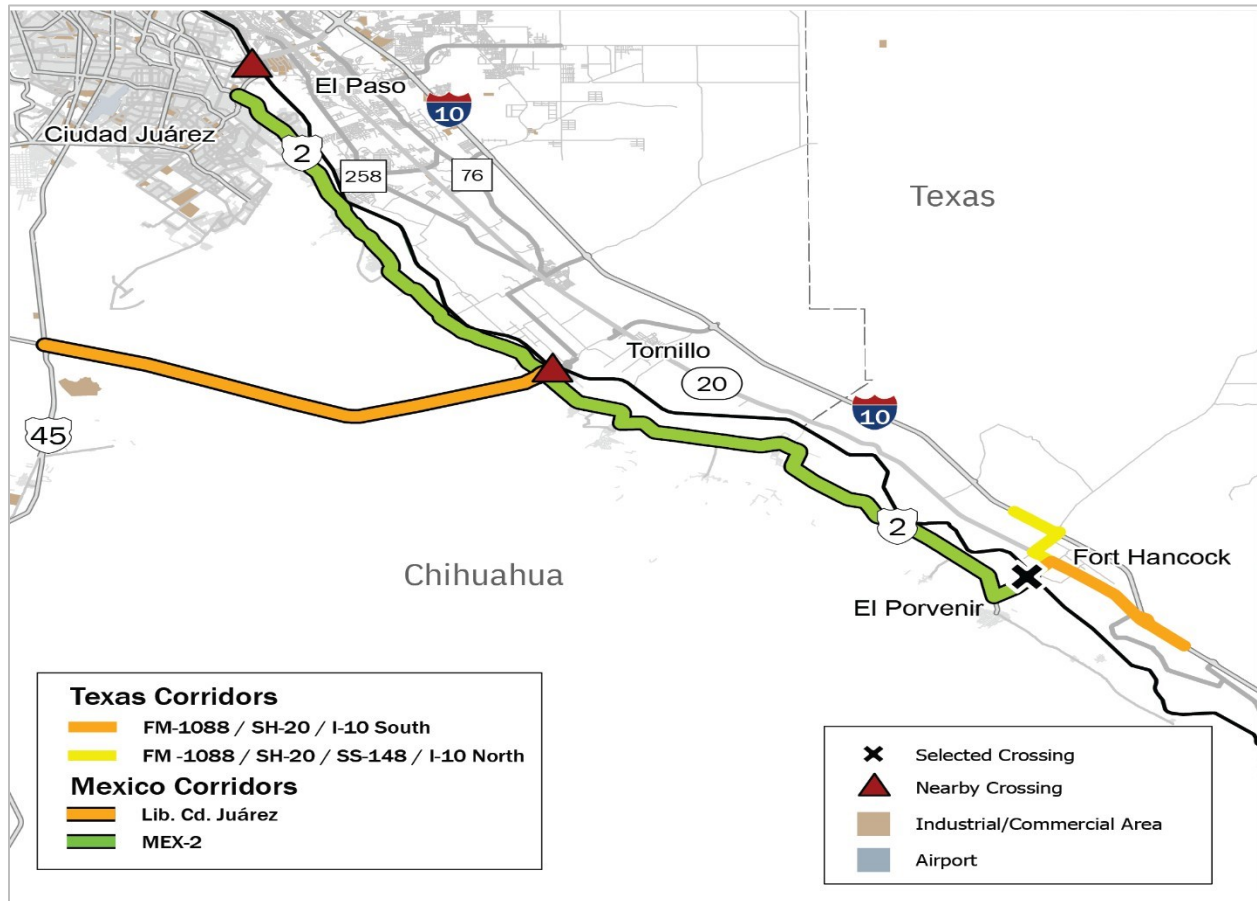 El Paso
10
Ciudad Juárez
2
258
76
Texas
Tornillo
20
10
45
2
Fort Hancock
Chihuahua
El Porvenir
Texas Corridors
FM-1088 / SH-20 / I-10 South
FM -1088 / SH-20 / SS-148 / I-10 North
Mexico Corridors
Lib. Cd. Juárez
MEX-2
Selected Crossing
Nearby Crossing
Industrial/Commercial Area
Airport